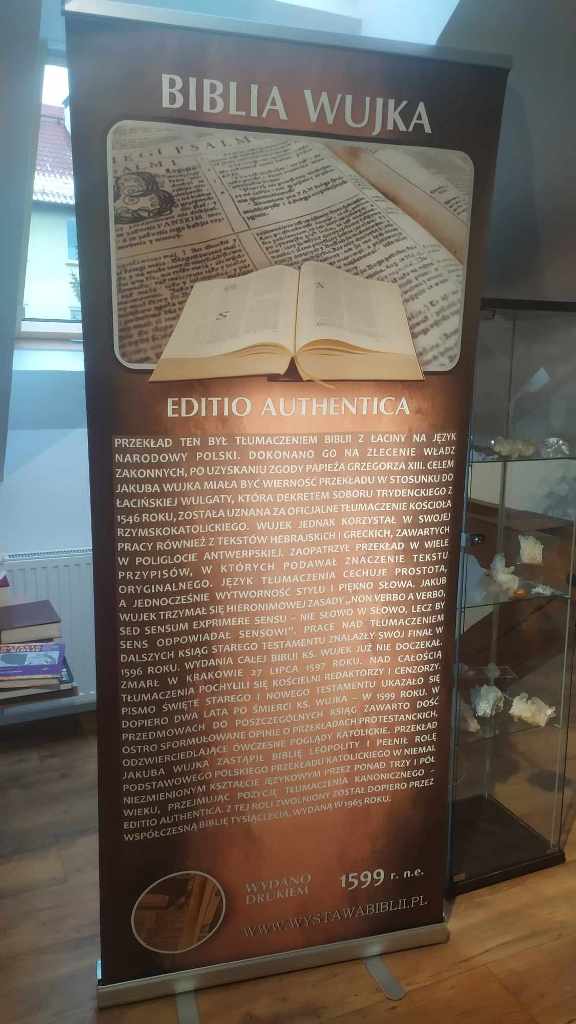 BIBLIA WUJKA
PSALM
EDITIO AUTHENTICA
PRZEKŁAD TEN BYŁ TŁUMACZENIEM BIBLII Z ŁACINY NA JĘZYK
NARODOWY POLSKI. DOKONANO GO NA ZLECENIE WŁADZ
ZAKONNYCH, PO UZYSKANIU ZGODY PAPIEŻA GRZEGORZA XIII. CELEM
JAKUBA WUJKA MIAŁA BYĆ WIERNOŚĆ PRZEKŁADU W STOSUNKU DO
ŁACIŃSKIEJ WULGATY, KTÓRA DEKRETEM SOBORU TRYDENCKIEGO Z
1546 ROKU, ZOSTAŁA UZNANA ZA OFICJALNE TŁUMACZENIE KOŚCIOŁA
RZYMSKOKATOLICKIEGO. WUJEK JEDNAK KORZYSTAŁ W SWOJEJ
PRACY RÓWNIEŻ Z TEKSTÓW HEBRAJSKICH I GRECKICH, ZAWARTYCH
W POLIGLOCIE ANTWERPSKIEJ. ZAOPATRZYŁ PRZEKŁAD W WIELE
PRZYPISÓW, W KTÓRYCH PODAWAŁ ZNACZENIE TEKSTU
ORYGINALNEGO. JĘZYK TŁUMACZENIA CECHUJE PROSTOTA,
A JEDNOCZEŚNIE WYTWORNOŚĆ STYLU I PIĘKNO SŁOWA. JAKUB
WUJEK TRZYMAŁ SIĘ HIERONIMOWEJ ZASADY „NON VERBO A VERBO,
SED SENSUM EXPRIMERE SENSU – NIE SŁOWO W SŁOWO, LECZ BY
SENS ODPOWIADAŁ SENSOWI”. PRACE NAD TŁUMACZENIEM
DALSZYCH KSIĄG STAREGO TESTAMENTU ZNALAZŁY SWÓJ FINAŁ W
1596 ROKU. WYDANIA CAŁEJ BIBLII KS. WUJEK JUŻ NIE DOCZEKAŁ.
ZMARŁ W KRAKOWIE 27 LIPCA 1597 ROKU. NAD CAŁOŚCIĄ
TŁUMACZENIA POCHYLILI SIĘ KOŚCIELNI REDAKTORZY I CENZORZY.
PISMO ŚWIĘTE STAREGO I NOWEGO TESTAMENTU UKAZAŁO SIĘ
DOPIERO DWA LATA PO ŚMIERCI KS. WUJKA – W 1599 ROKU. W
PRZEDMOWACH DO POSZCZEGÓLNYCH KSIĄG ZAWARTO DOŚĆ
OSTRO SFORMUŁOWANE OPINIE O PRZEKŁADACH PROTESTANCKICH,
ODZWIERCIEDLAJĄCE ÓWCZESNE POGLĄDY KATOLICKIE. PRZEKŁAD
JAKUBA WUJKA ZASTĄPIŁ BIBLIĘ LEOPOLITY I PEŁNIŁ ROLĘ
PODSTAWOWEGO POLSKIEGO PRZEKŁADU KATOLICKIEGO W NIEMAL
NIEZMIENIONYM KSZTAŁCIE JĘZYKOWYM PRZEZ PONAD TRZY I PÓŁ
WIEKU, PRZEJMUJĄC POZYCJĘ TŁUMACZENIA KANONICZNEGO –
EDITIO AUTHENTICA. Z TEJ ROLI ZWOLNIONY ZOSTAŁ DOPIERO PRZEZ
WSPÓŁCZESNĄ BIBLIĘ TYSIĄCLECIA, WYDANĄ W 1965 ROKU.
WYDANO
DRUKIEM
1599 r. n.e.
WWW.WYSTAWABIBLII.PL